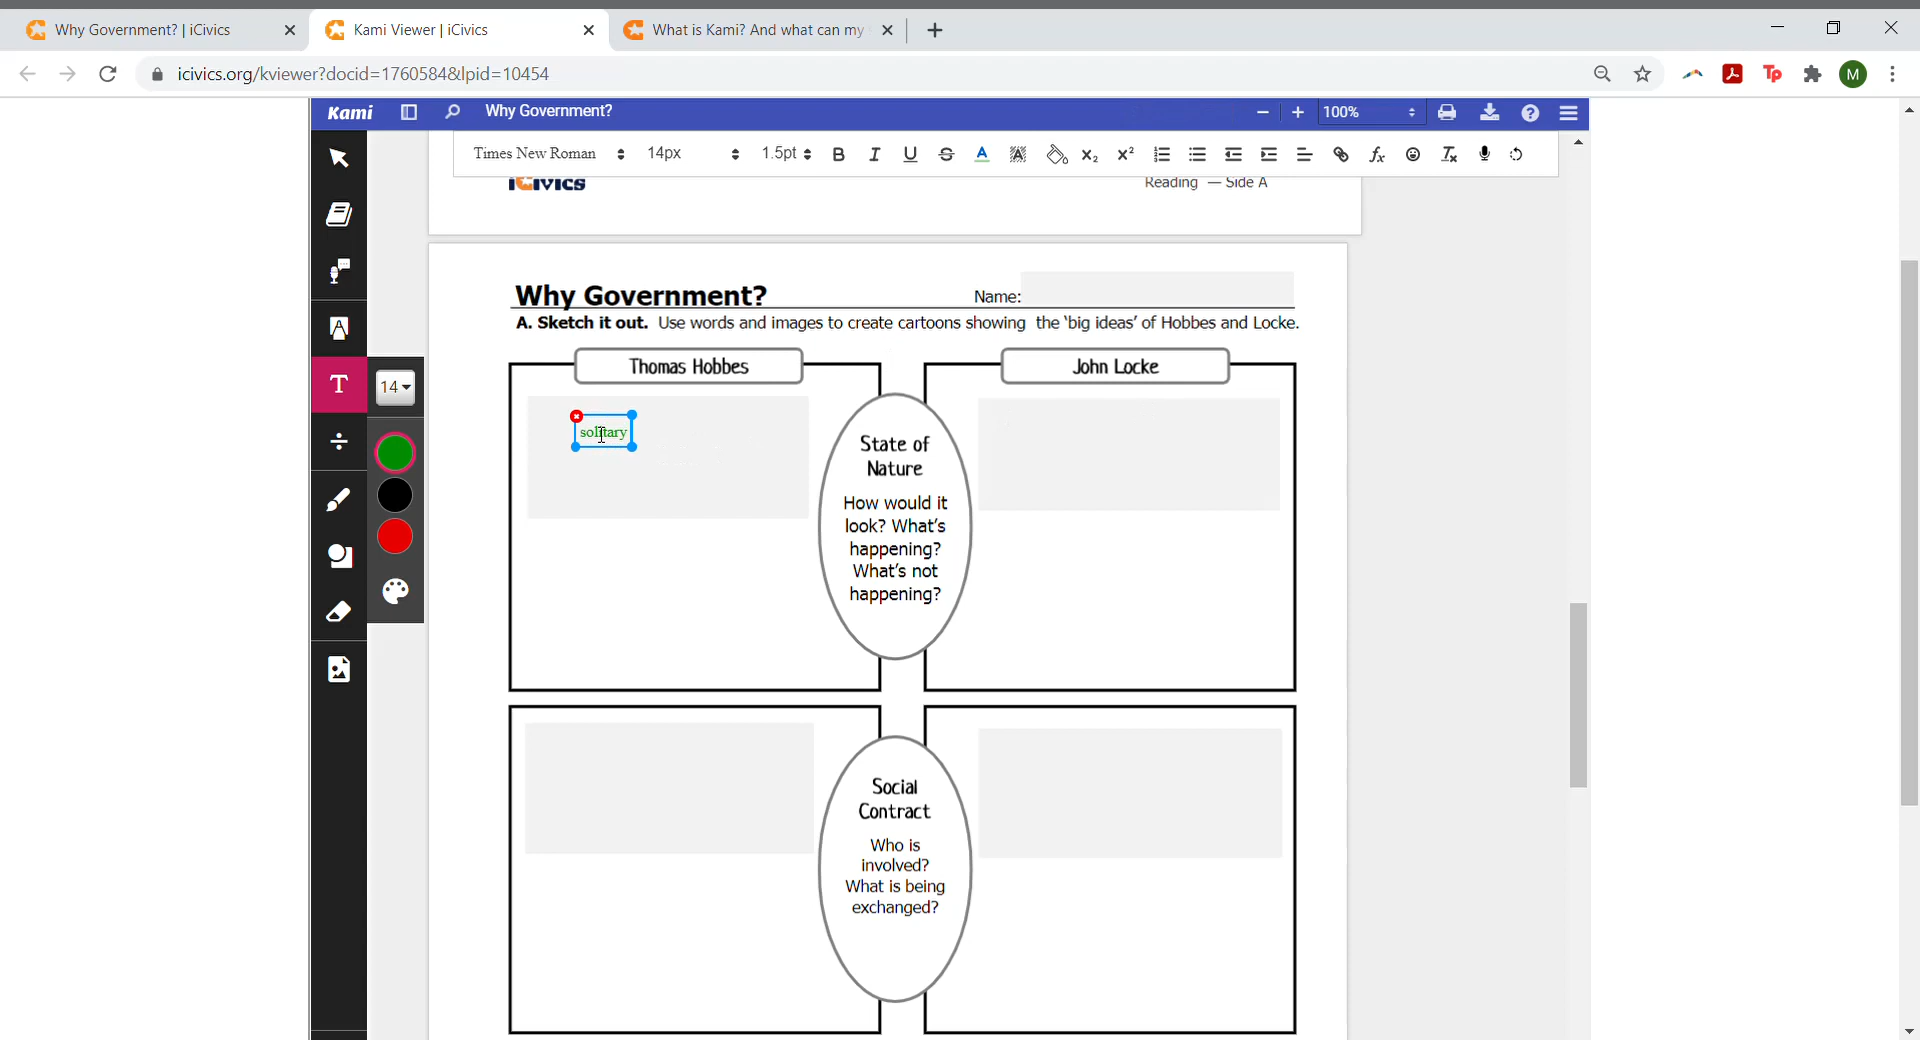 Why Government? | iCivics
Kami Viewer | iCivics
What is Kami? And what can my
icivics.org/kviewer?docid=1760584&lpid=10454
M
Kami
Why Government?
100%
Times New Roman 14px 1.5pt
iCivics
Reading — Side A
Why Government?
Name:
A. Sketch it out. Use words and images to create cartoons showing the ‘big ideas’ of Hobbes and Locke.
Thomas Hobbes
John Locke
T
14
solitary
State of
Nature
How would it
look? What’s
happening?
What’s not
happening?
Social
Contract
Who is
involved?
What is being
exchanged?